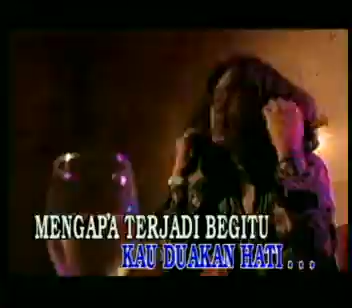 MENGAPA TERJADI BEGITU
KAU DUAKAN HATI . . .